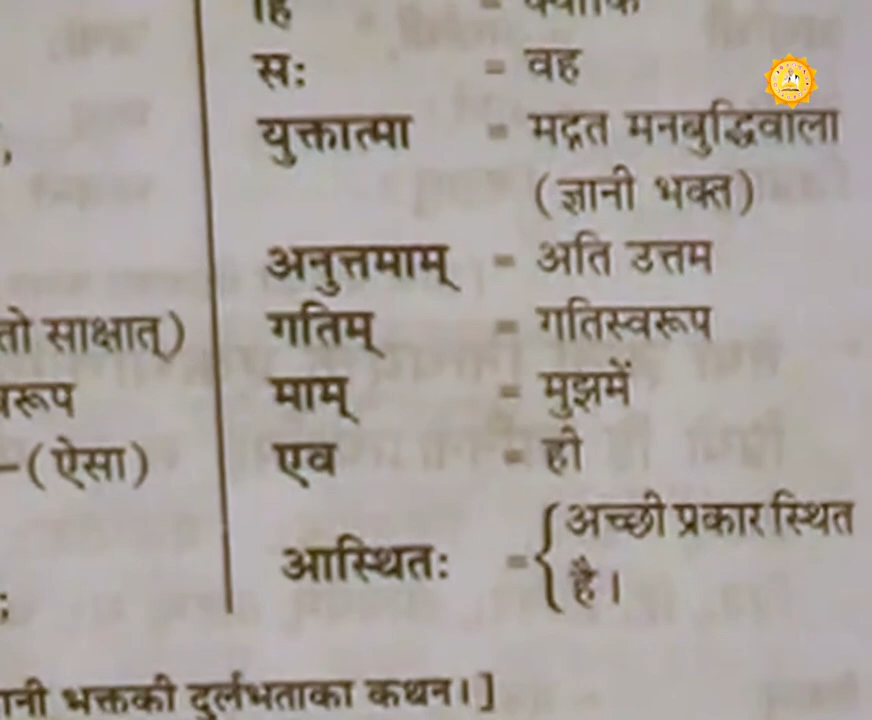 हि = क्योंकि
सः = वह
युक्तात्मा = मद्गत मनबुद्धिवाला
(ज्ञानी भक्त)
अनुत्तमाम् = अति उत्तम
तो साक्षात्) गतिम् = गतिस्वरूप
माम् = मुझमें
–(ऐसा) एव = ही
आस्थितः = अच्छी प्रकार स्थित
है।
भक्तकी दुर्लभताका कथन।]